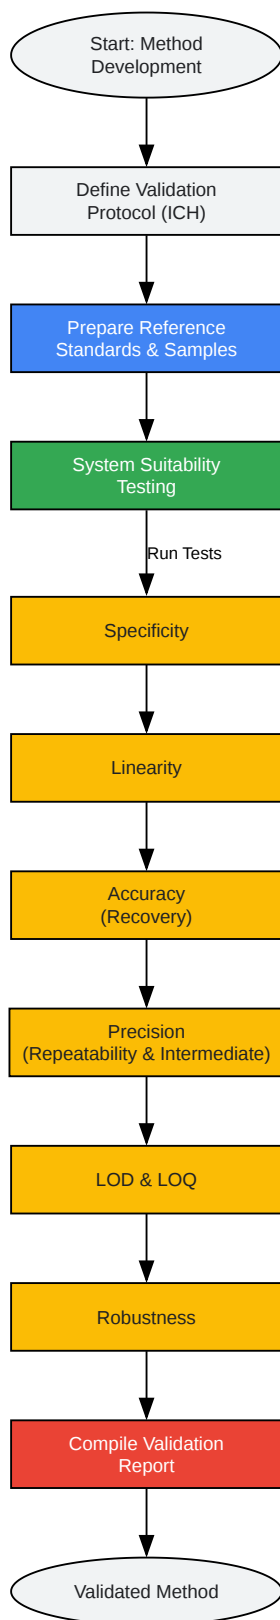 Start: Method
Development
Define Validation
Protocol (ICH)
Prepare Reference
Standards & Samples
System Suitability
Testing
Run Tests
Specificity
Linearity
Accuracy
(Recovery)
Precision
(Repeatability & Intermediate)
LOD & LOQ
Robustness
Compile Validation
Report
Validated Method